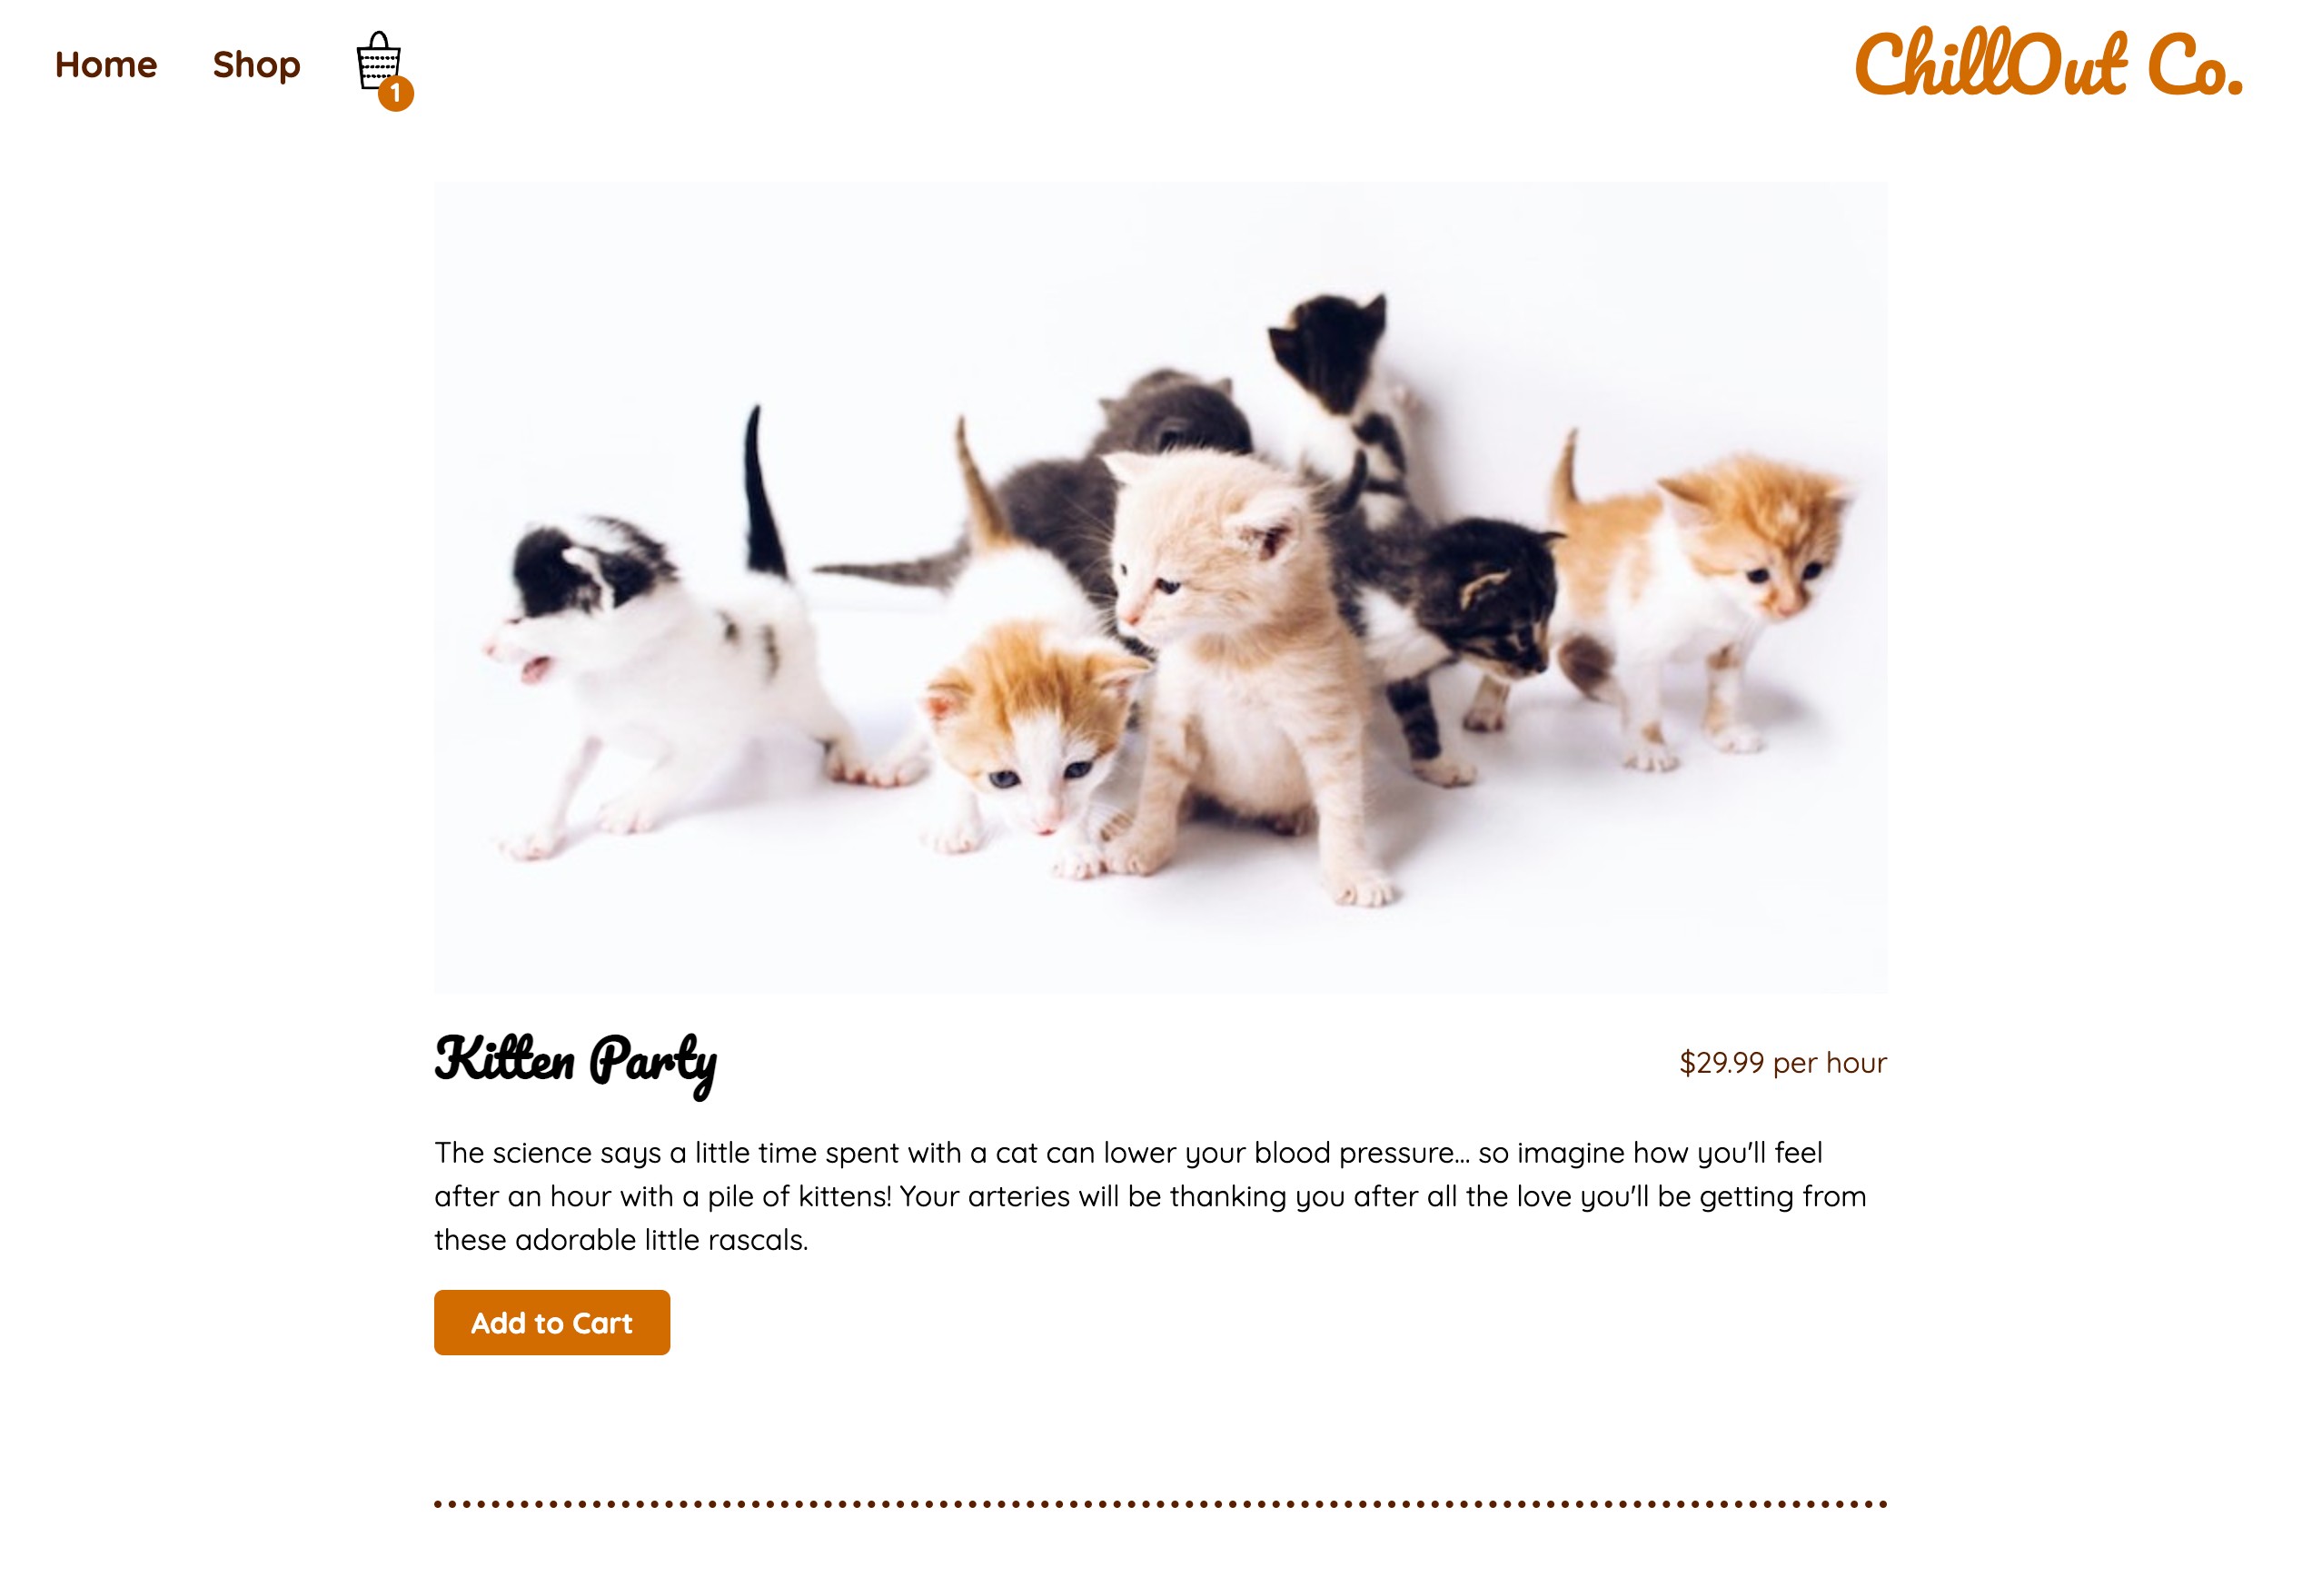 Home Shop 1 ChillOut Co.
Kitten Party $29.99 per hour
The science says a little time spent with a cat can lower your blood pressure... so imagine how you'll feel
after an hour with a pile of kittens! Your arteries will be thanking you after all the love you'll be getting from
these adorable little rascals.
Add to Cart